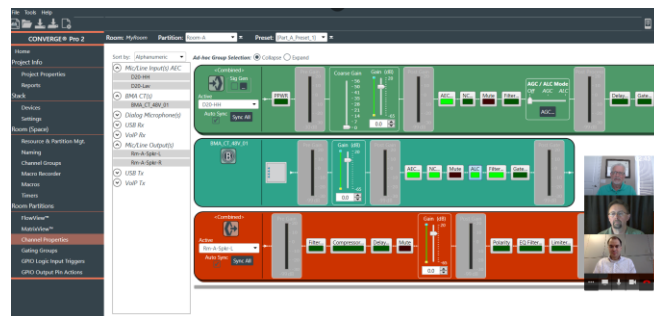 File Tools Help
CONVERGE® Pro 2
Room: MyRoom Partition: Room-A Preset: (Part_A_Preset_1)
Home
Project Info
Project Properties
Reports
Stack
Devices
Settings
Room (Space)
Resource & Partition Mgt.
Naming
Channel Groups
Macro Recorder
Macros
Timers
Room Partitions
FlowView™
MatrixView™
Channel Properties
Gating Groups
GPIO Logic Input Triggers
GPIO Output Pin Actions
Sort by: Alphanumeric
Mic/Line Input(s) AEC
D20-HH
D20-Lav
BMA CT(s)
BMA_CT_48V_01
Dialog Microphone(s)
USB Rx
VoIP Rx
Mic/Line Output(s)
Rm-A-Spkr-L
Rm-A-Spkr-R
USB Tx
VoIP Tx
Ad-hoc Group Selection: Collapse Expand
<Combined>
Tog Gen
Active
D20-HH
Auto Sync Sync All
PPWR
Coarse Gain
Gain (dB)
0.0
AEC... NC... Mute Filter...
AGC / ALC Mode
Off AGC ALC
AGC...
Delay... Gate...
BMA_CT_48V_01
Gain (dB)
0.0
AEC... NC... Mute ALC Filter... Gate...
<Combined>
Active
Rm-A-Spkr-L
Auto Sync Sync All
Filter... Compressor... Delay... Mute
Gain (dB)
0.0
Polarity EQ Filter... Limiter...